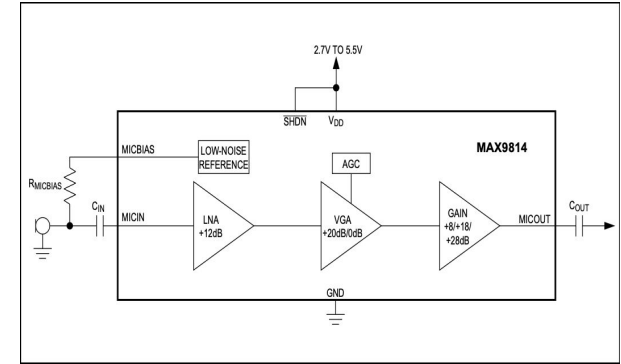 2.7V TO 5.5V
SHDN
VDD
MAX9814
MICBIAS
LOW-NOISE
REFERENCE
AGC
RMICBIAS
CIN
MICIN
LNA
+12dB
VGA
+20dB/0dB
GAIN
+8/+18/
+28dB
MICOUT
COUT
GND